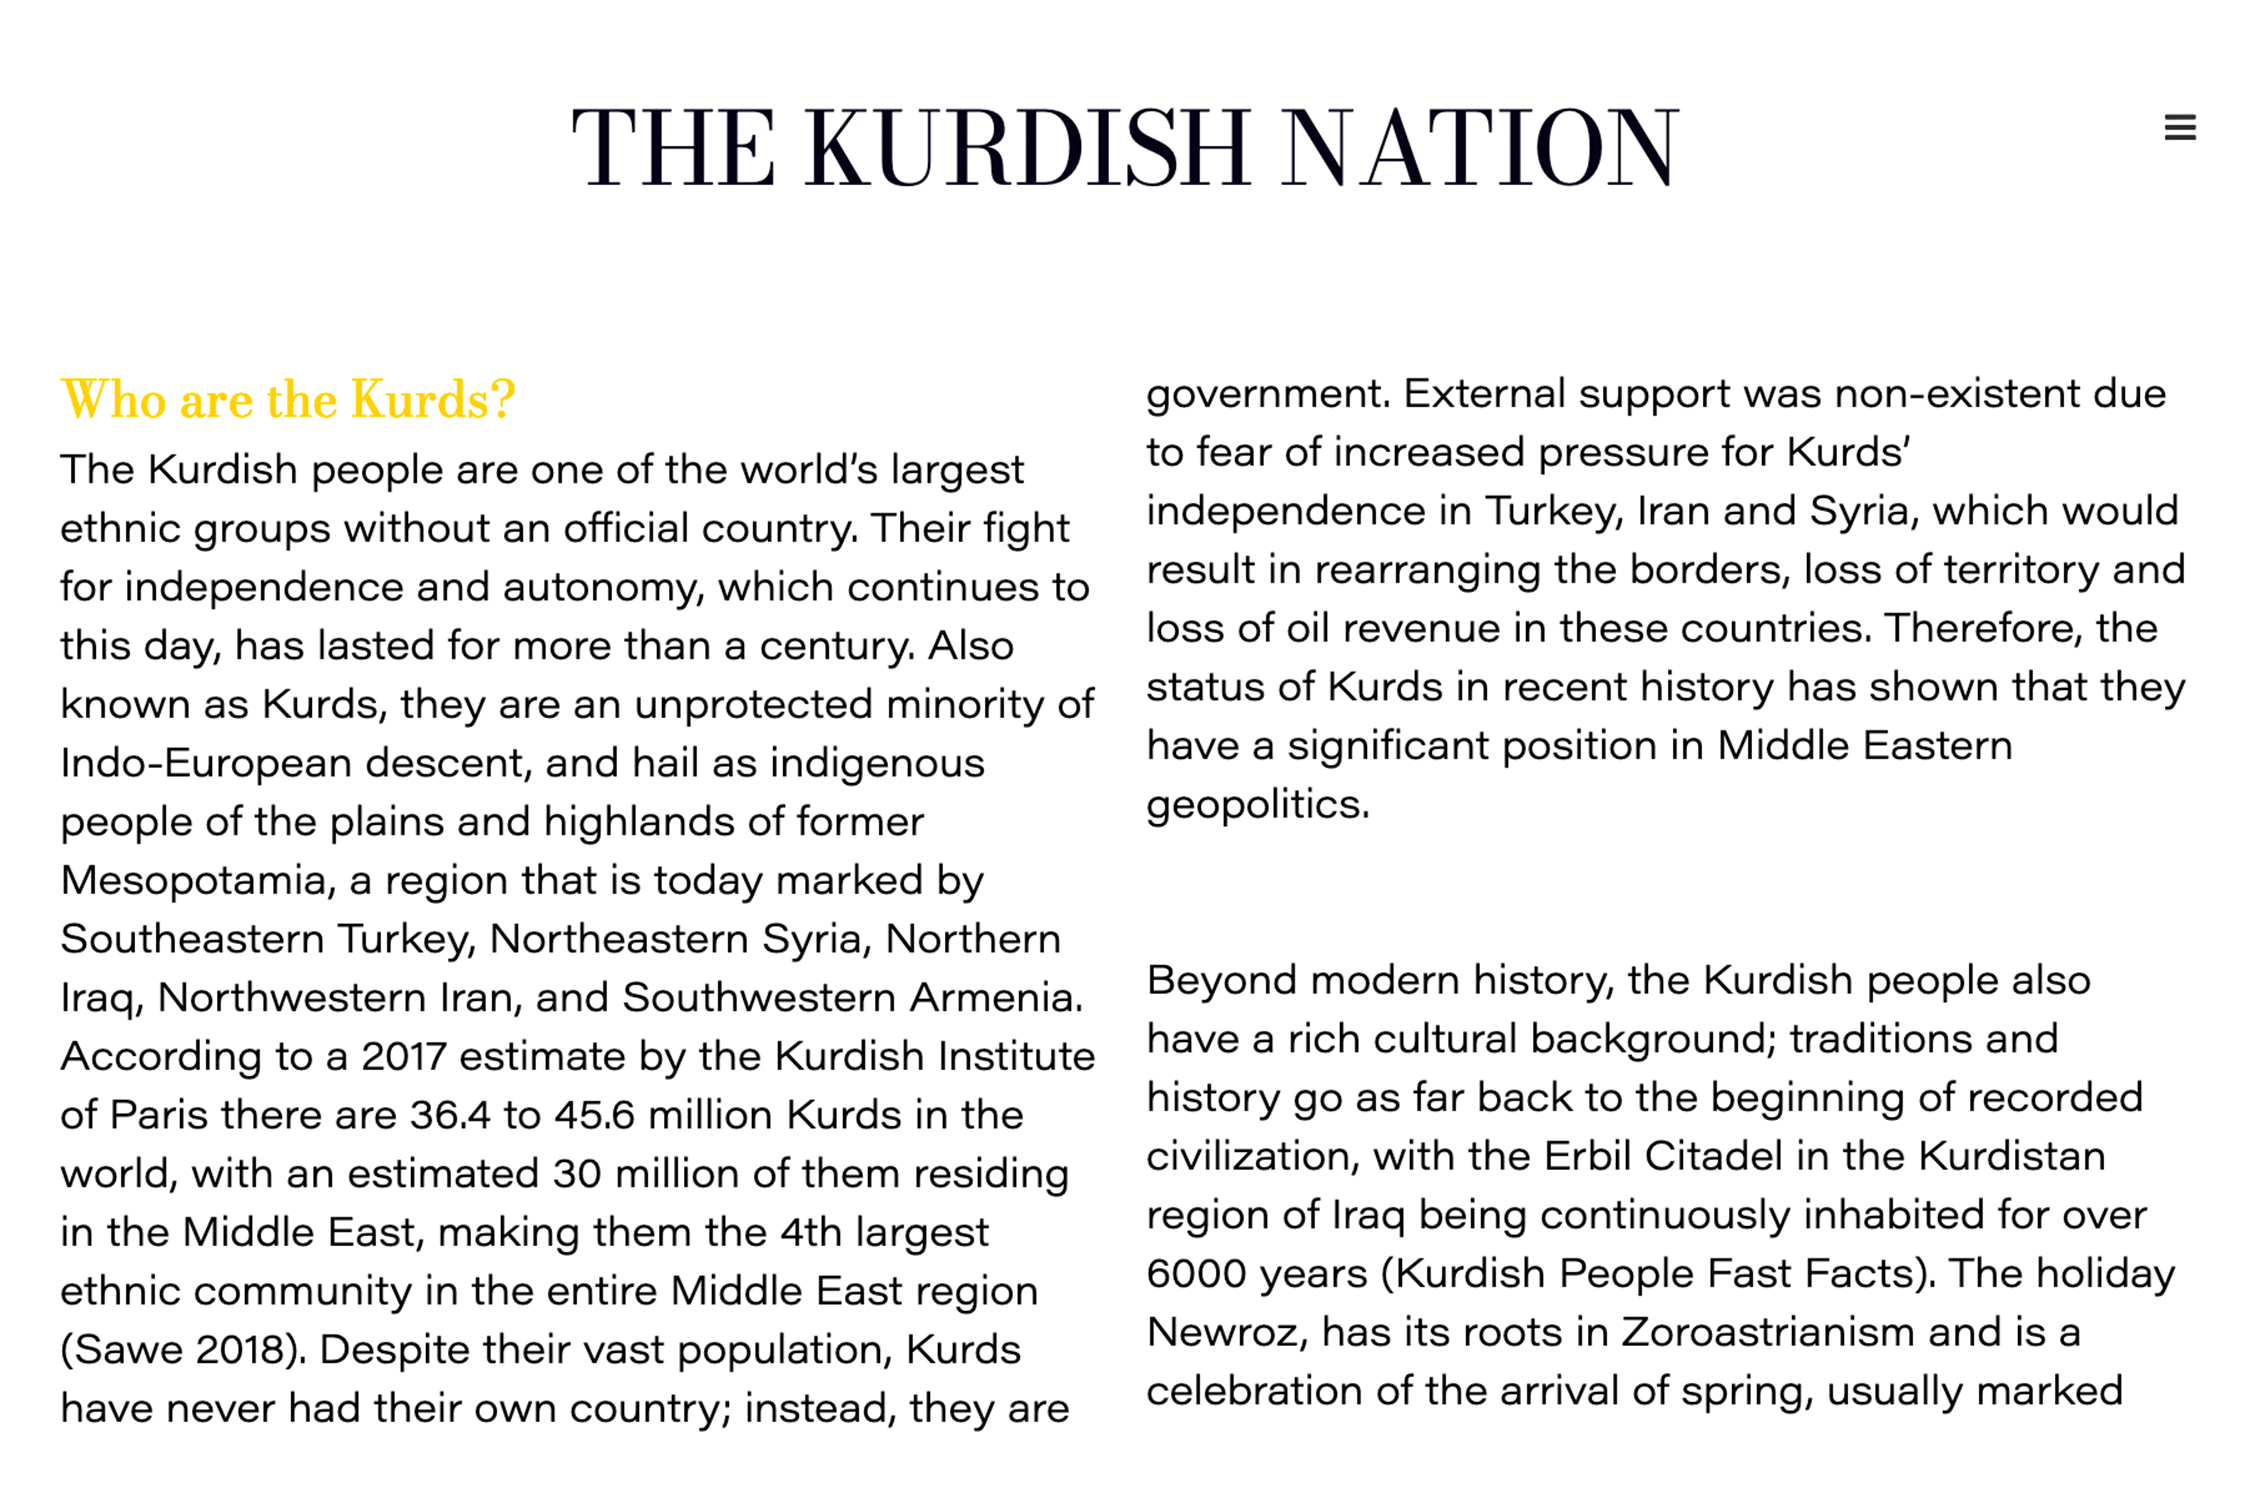 THE KURDISH NATION
Who are the Kurds?
The Kurdish people are one of the world’s largest
ethnic groups without an official country. Their fight
for independence and autonomy, which continues to
this day, has lasted for more than a century. Also
known as Kurds, they are an unprotected minority of
Indo-European descent, and hail as indigenous
people of the plains and highlands of former
Mesopotamia, a region that is today marked by
Southeastern Turkey, Northeastern Syria, Northern
Iraq, Northwestern Iran, and Southwestern Armenia.
According to a 2017 estimate by the Kurdish Institute
of Paris there are 36.4 to 45.6 million Kurds in the
world, with an estimated 30 million of them residing
in the Middle East, making them the 4th largest
ethnic community in the entire Middle East region
(Sawe 2018). Despite their vast population, Kurds
have never had their own country; instead, they are
government. External support was non-existent due
to fear of increased pressure for Kurds’
independence in Turkey, Iran and Syria, which would
result in rearranging the borders, loss of territory and
loss of oil revenue in these countries. Therefore, the
status of Kurds in recent history has shown that they
have a significant position in Middle Eastern
geopolitics.
Beyond modern history, the Kurdish people also
have a rich cultural background; traditions and
history go as far back to the beginning of recorded
civilization, with the Erbil Citadel in the Kurdistan
region of Iraq being continuously inhabited for over
6000 years (Kurdish People Fast Facts). The holiday
Newroz, has its roots in Zoroastrianism and is a
celebration of the arrival of spring, usually marked